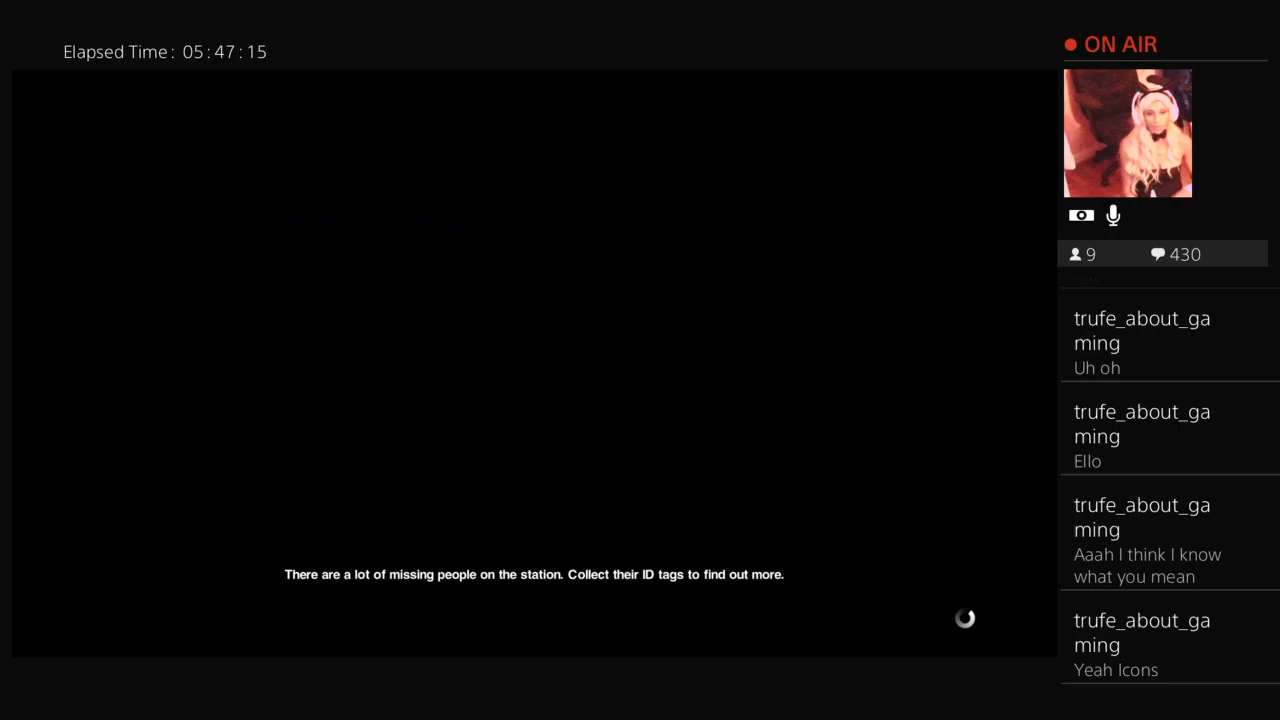 Elapsed Time: 05:47:15
ON AIR
9
430
trufe_about_ga
ming
Uh oh
trufe_about_ga
ming
Ello
trufe_about_ga
ming
Aaah I think I know
what you mean
trufe_about_ga
ming
Yeah Icons
There are a lot of missing people on the station. Collect their ID tags to find out more.